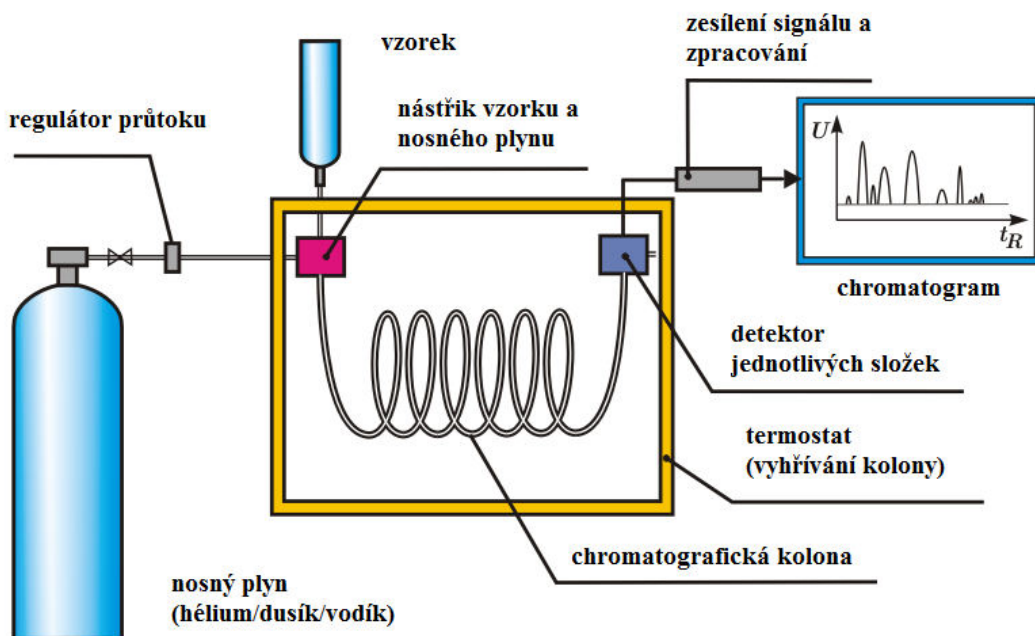 zesílení signálu a
zpracování
vzorek
regulátor průtoku
nástřik vzorku a
nosného plynu
U
t_R
chromatogram
detektor
jednotlivých složek
termostat
(vyhřívání kolony)
chromatografická kolona
nosný plyn
(hélium/dusík/vodík)